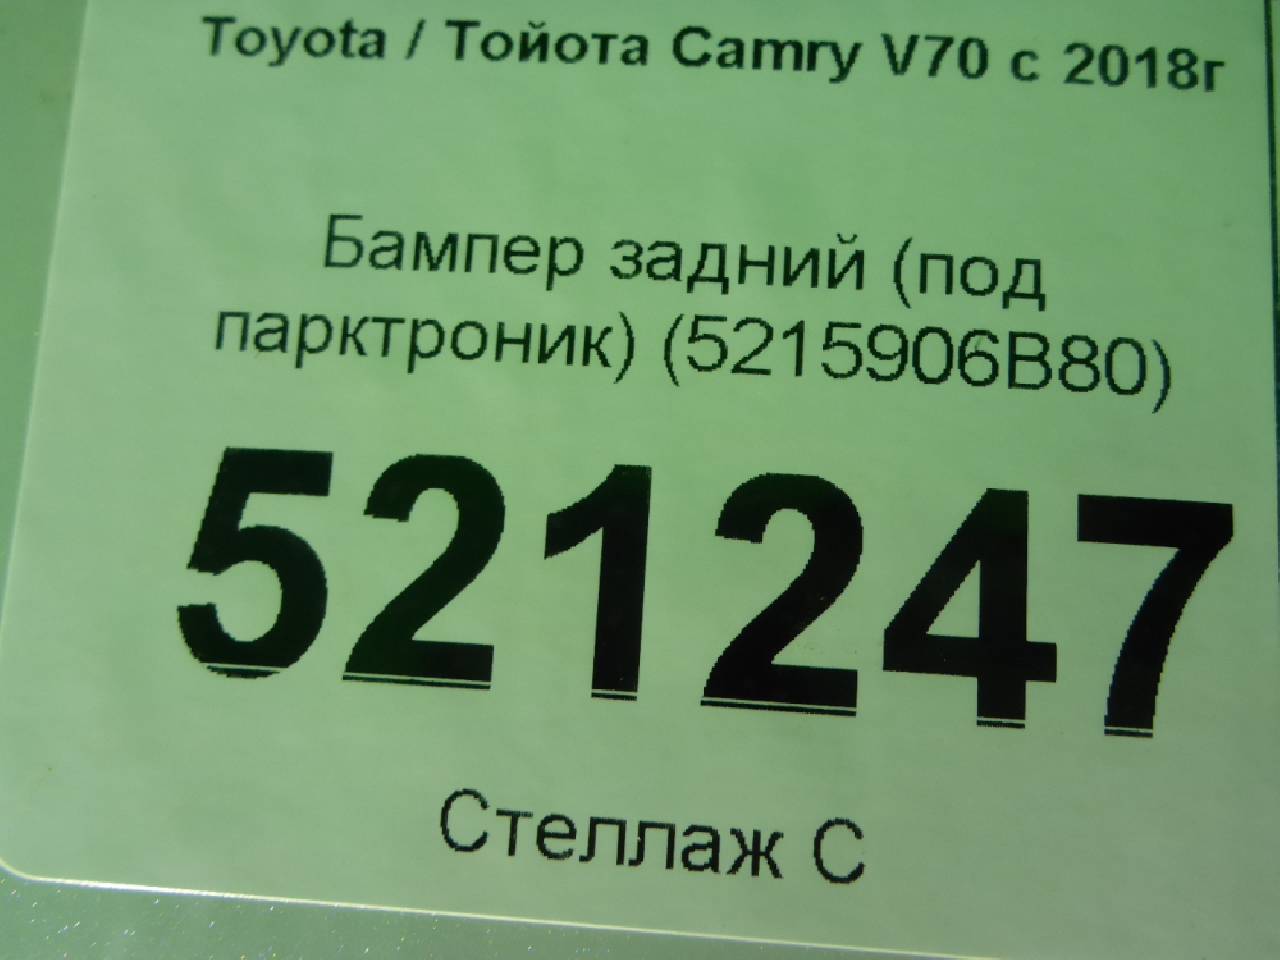 Toyota / Тойота Camry V70 с 2018г
Бампер задний (под
парктроник) (5215906B80)
521247
Стеллаж С